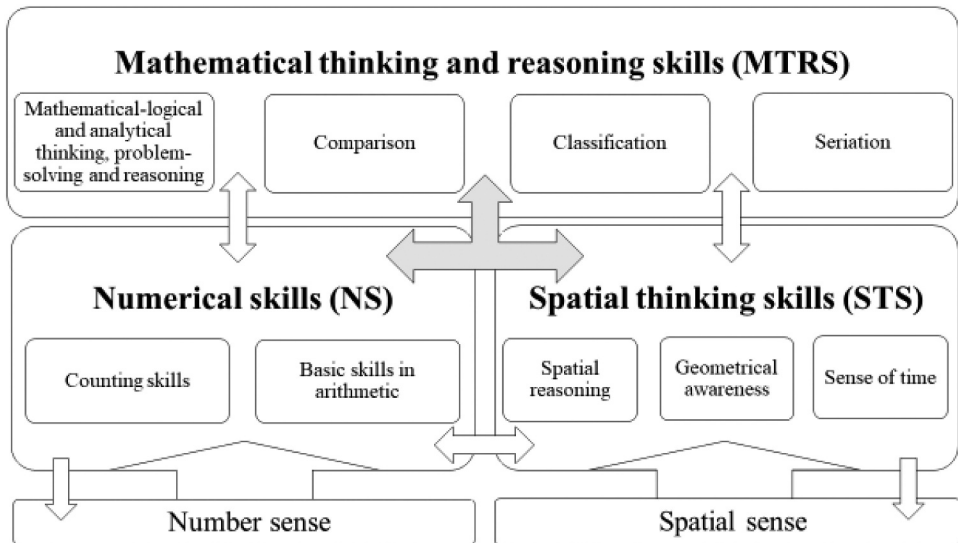 Mathematical thinking and reasoning skills (MTRS)
Mathematical-logical
and analytical
thinking, problem-
solving and reasoning
Comparison
Classification
Seriation
Numerical skills (NS)
Counting skills
Basic skills in
arithmetic
Spatial thinking skills (STS)
Spatial
reasoning
Geometrical
awareness
Sense of time
Number sense
Spatial sense